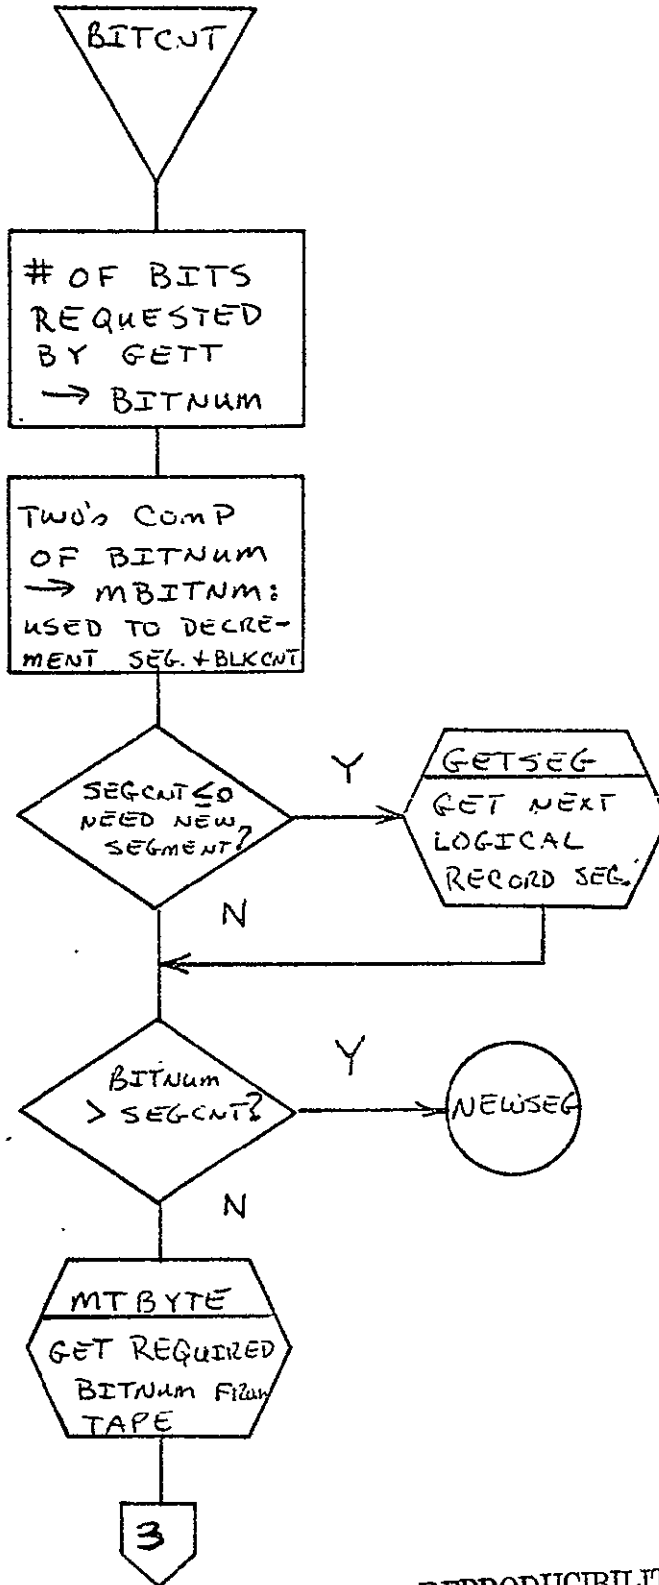 BITCNT
# OF BITS
REQUESTED
BY GETT
→ BITNUM
TWO'S COMP
OF BITNUM
→ MBITNM:
USED TO DECRE-
MENT SEG. + BLKCNT
SEGCNT ≤ 0
NEED NEW
SEGMENT?
Y
GETSEG
GET NEXT
LOGICAL
RECORD SEG.
N
BITNUM
> SEGCNT?
Y
NEWSEG
N
MTBYTE
GET REQUIRED
BITNUM FROM
TAPE
3